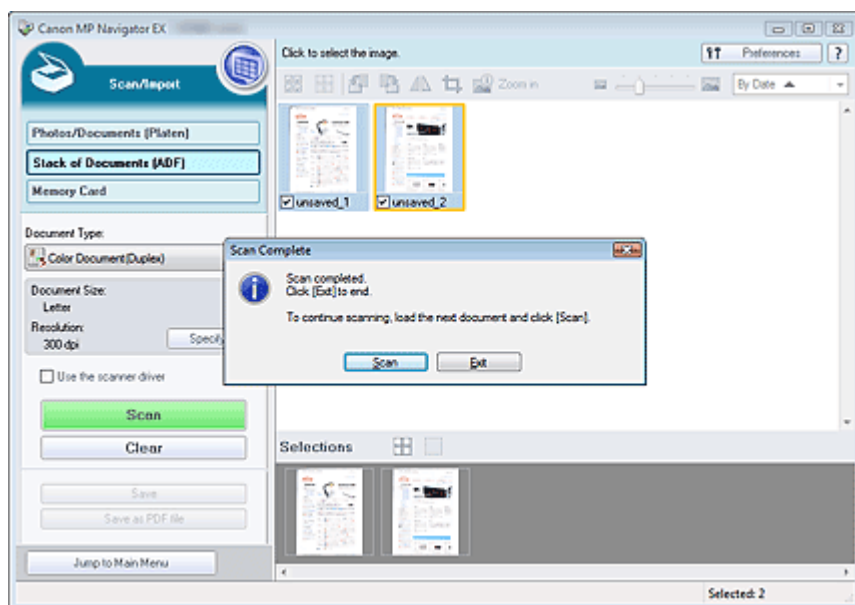 Canon MP Navigator EX
Scan/Import
Photos/Documents (Platen)
Stack of Documents (ADF)
Memory Card
Document Type:
Color Document(Duplex)
Document Size:
Letter
Resolution:
300 dpi
Specify
Use the scanner driver
Scan
Clear
Save
Save as PDF file
Jump to Main Menu
Click to select the image.
Preferences
?
Zoom in
By Date
unsaved_1
unsaved_2
Scan Complete
Scan completed.
Click [Exit] to end.
To continue scanning, load the next document and click [Scan].
Scan
Exit
Selections
Selected: 2